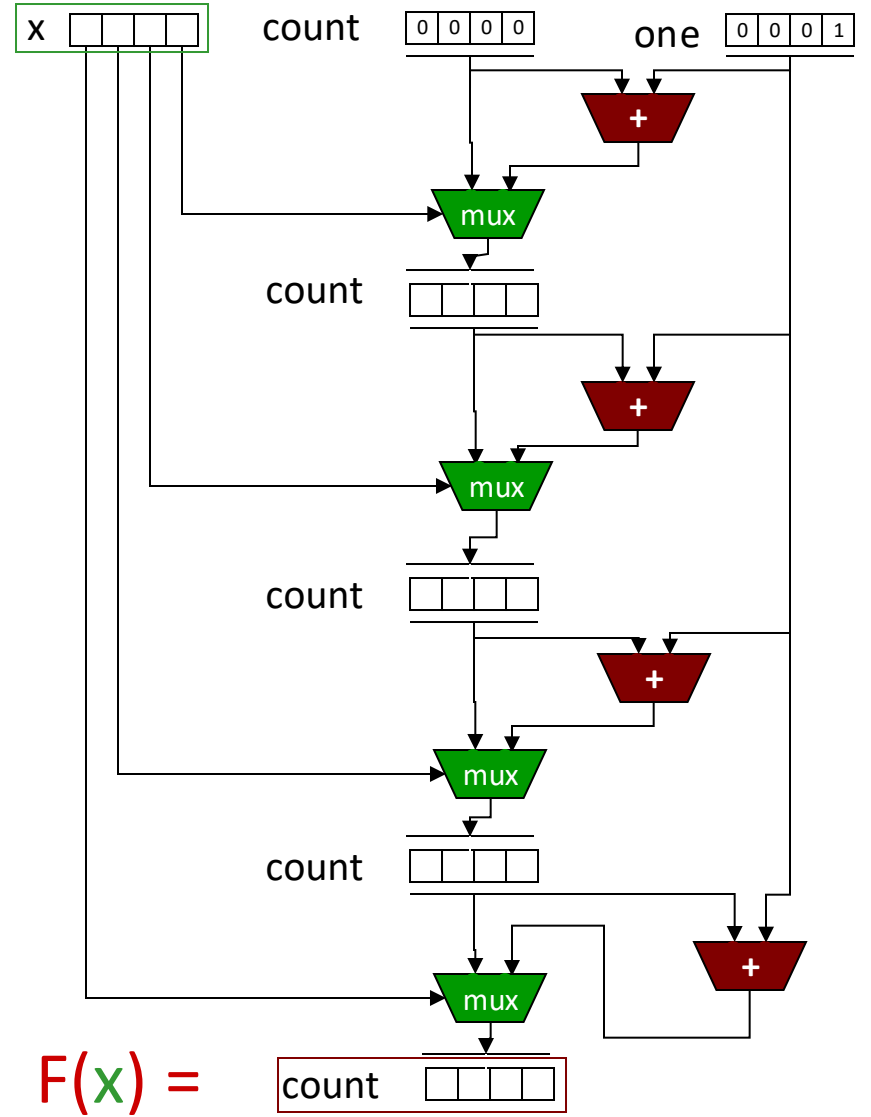 x count 0 0 0 0 one 0 0 0 1
+
mux
count
+
mux
count
+
mux
count
+
mux
F(x) = count